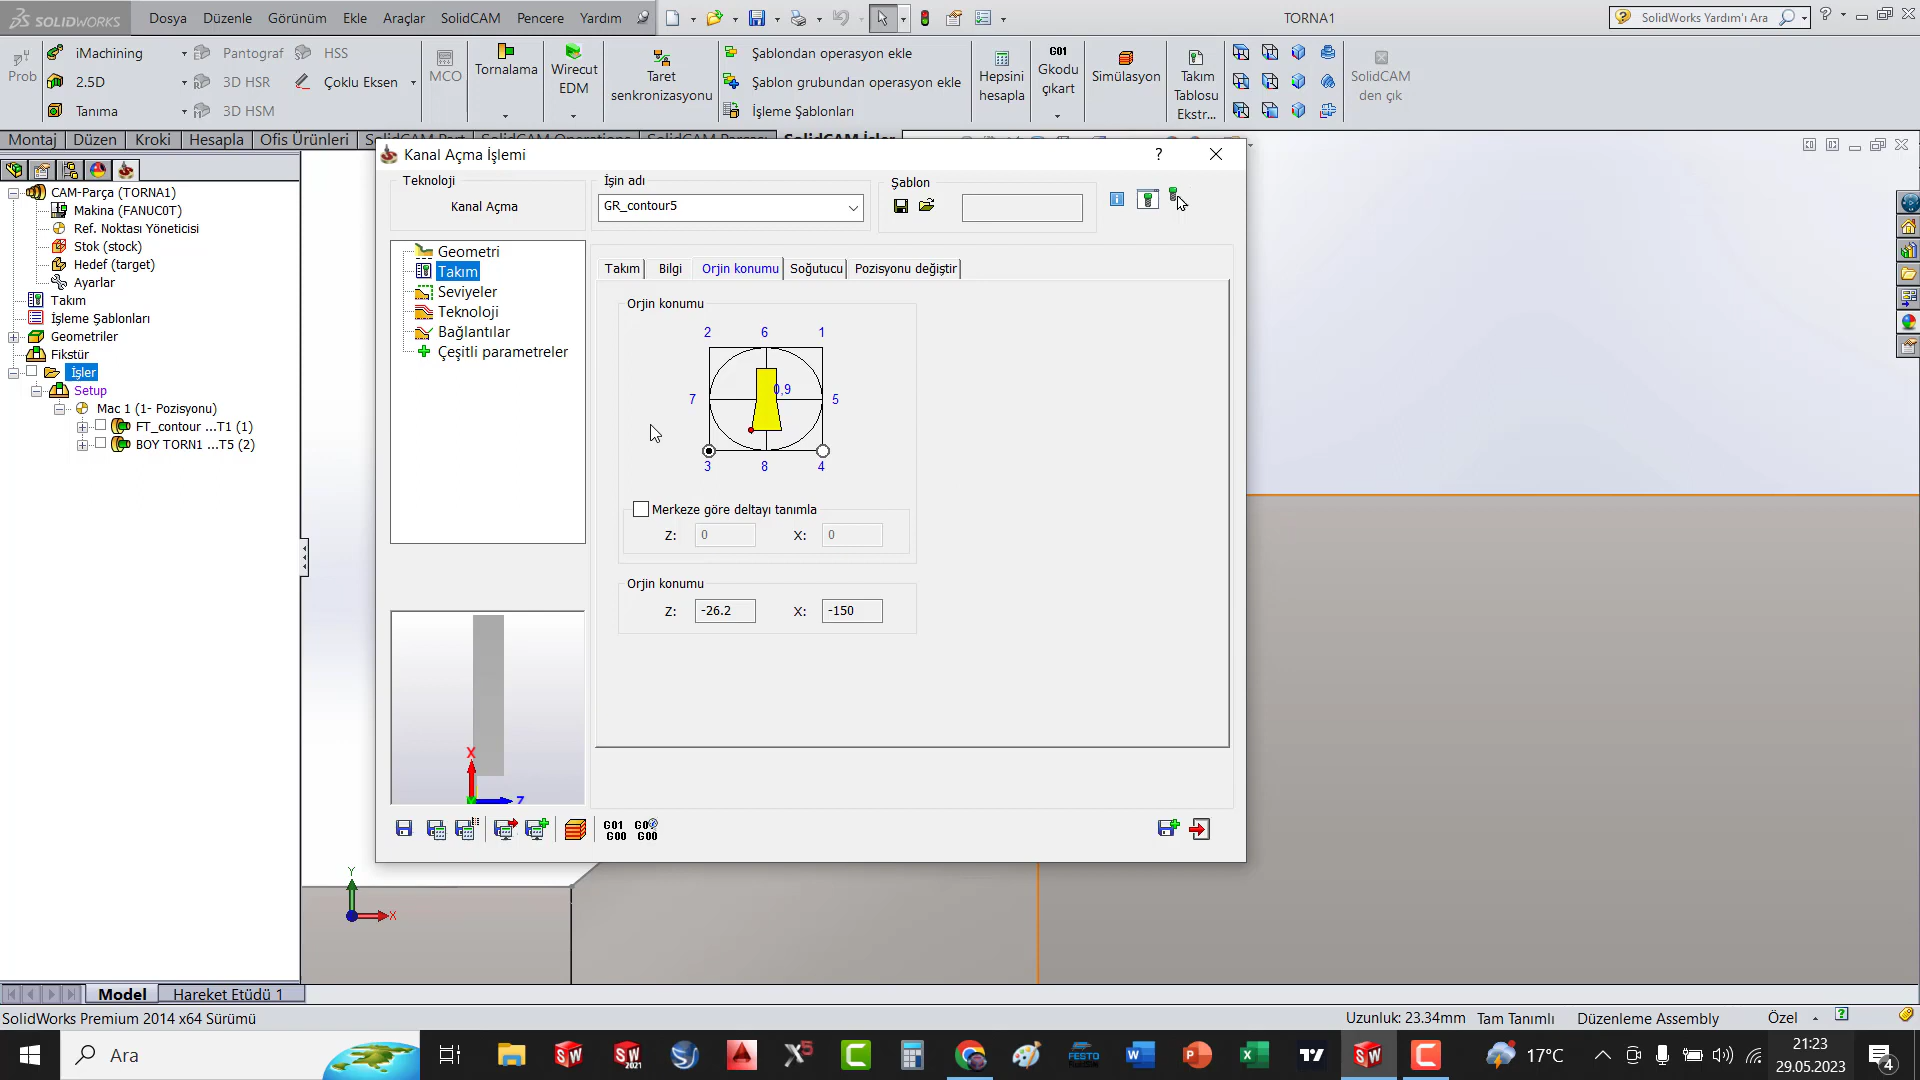 SOLIDWORKS
Dosya Düzenle Görünüm Ekle Araçlar SolidCAM Pencere Yardım
TORNA1
SolidWorks Yardım'ı Ara
Prob
iMachining
2.5D
Tanıma
Pantograf
3D HSR
3D HSM
HSS
Çoklu Eksen
MCO
Tornalama
Wirecut EDM
Taret senkronizasyonu
Şablondan operasyon ekle
Şablon grubundan operasyon ekle
İşleme Şablonları
Hepsini hesapla
G01
Gkodu çıkart
Simülasyon
Takım Tablosu Ekstr...
SolidCAM den çık
Montaj Düzen Kroki Hesapla Ofis Ürünleri
CAM-Parça (TORNA1)
Makina (FANUC0T)
Ref. Noktası Yöneticisi
Stok (stock)
Hedef (target)
Ayarlar
Takım
İşleme Şablonları
Geometriler
Fikstür
İşler
Setup
Mac 1 (1- Pozisyonu)
FT_contour ...T1 (1)
BOY TORN1 ...T5 (2)
Kanal Açma İşlemi
?
Teknoloji
Kanal Açma
İşin adı
GR_contour5
Şablon
Geometri
Takım
Seviyeler
Teknoloji
Bağlantılar
Çeşitli parametreler
Takım Bilgi Orjin konumu Soğutucu Pozisyonu değiştir
Orjin konumu
2 6 1
0,9
7 5
3 8 4
Merkeze göre deltayı tanımla
Z: 0 X: 0
Orjin konumu
Z: -26.2 X: -150
X
Z
G01 G00
G00
Y
X
Model Hareket Etüdü 1
SolidWorks Premium 2014 x64 Sürümü
Uzunluk: 23.34mm Tam Tanımlı Düzenleme Assembly Özel
Ara
17°C
21:23
29.05.2023
4